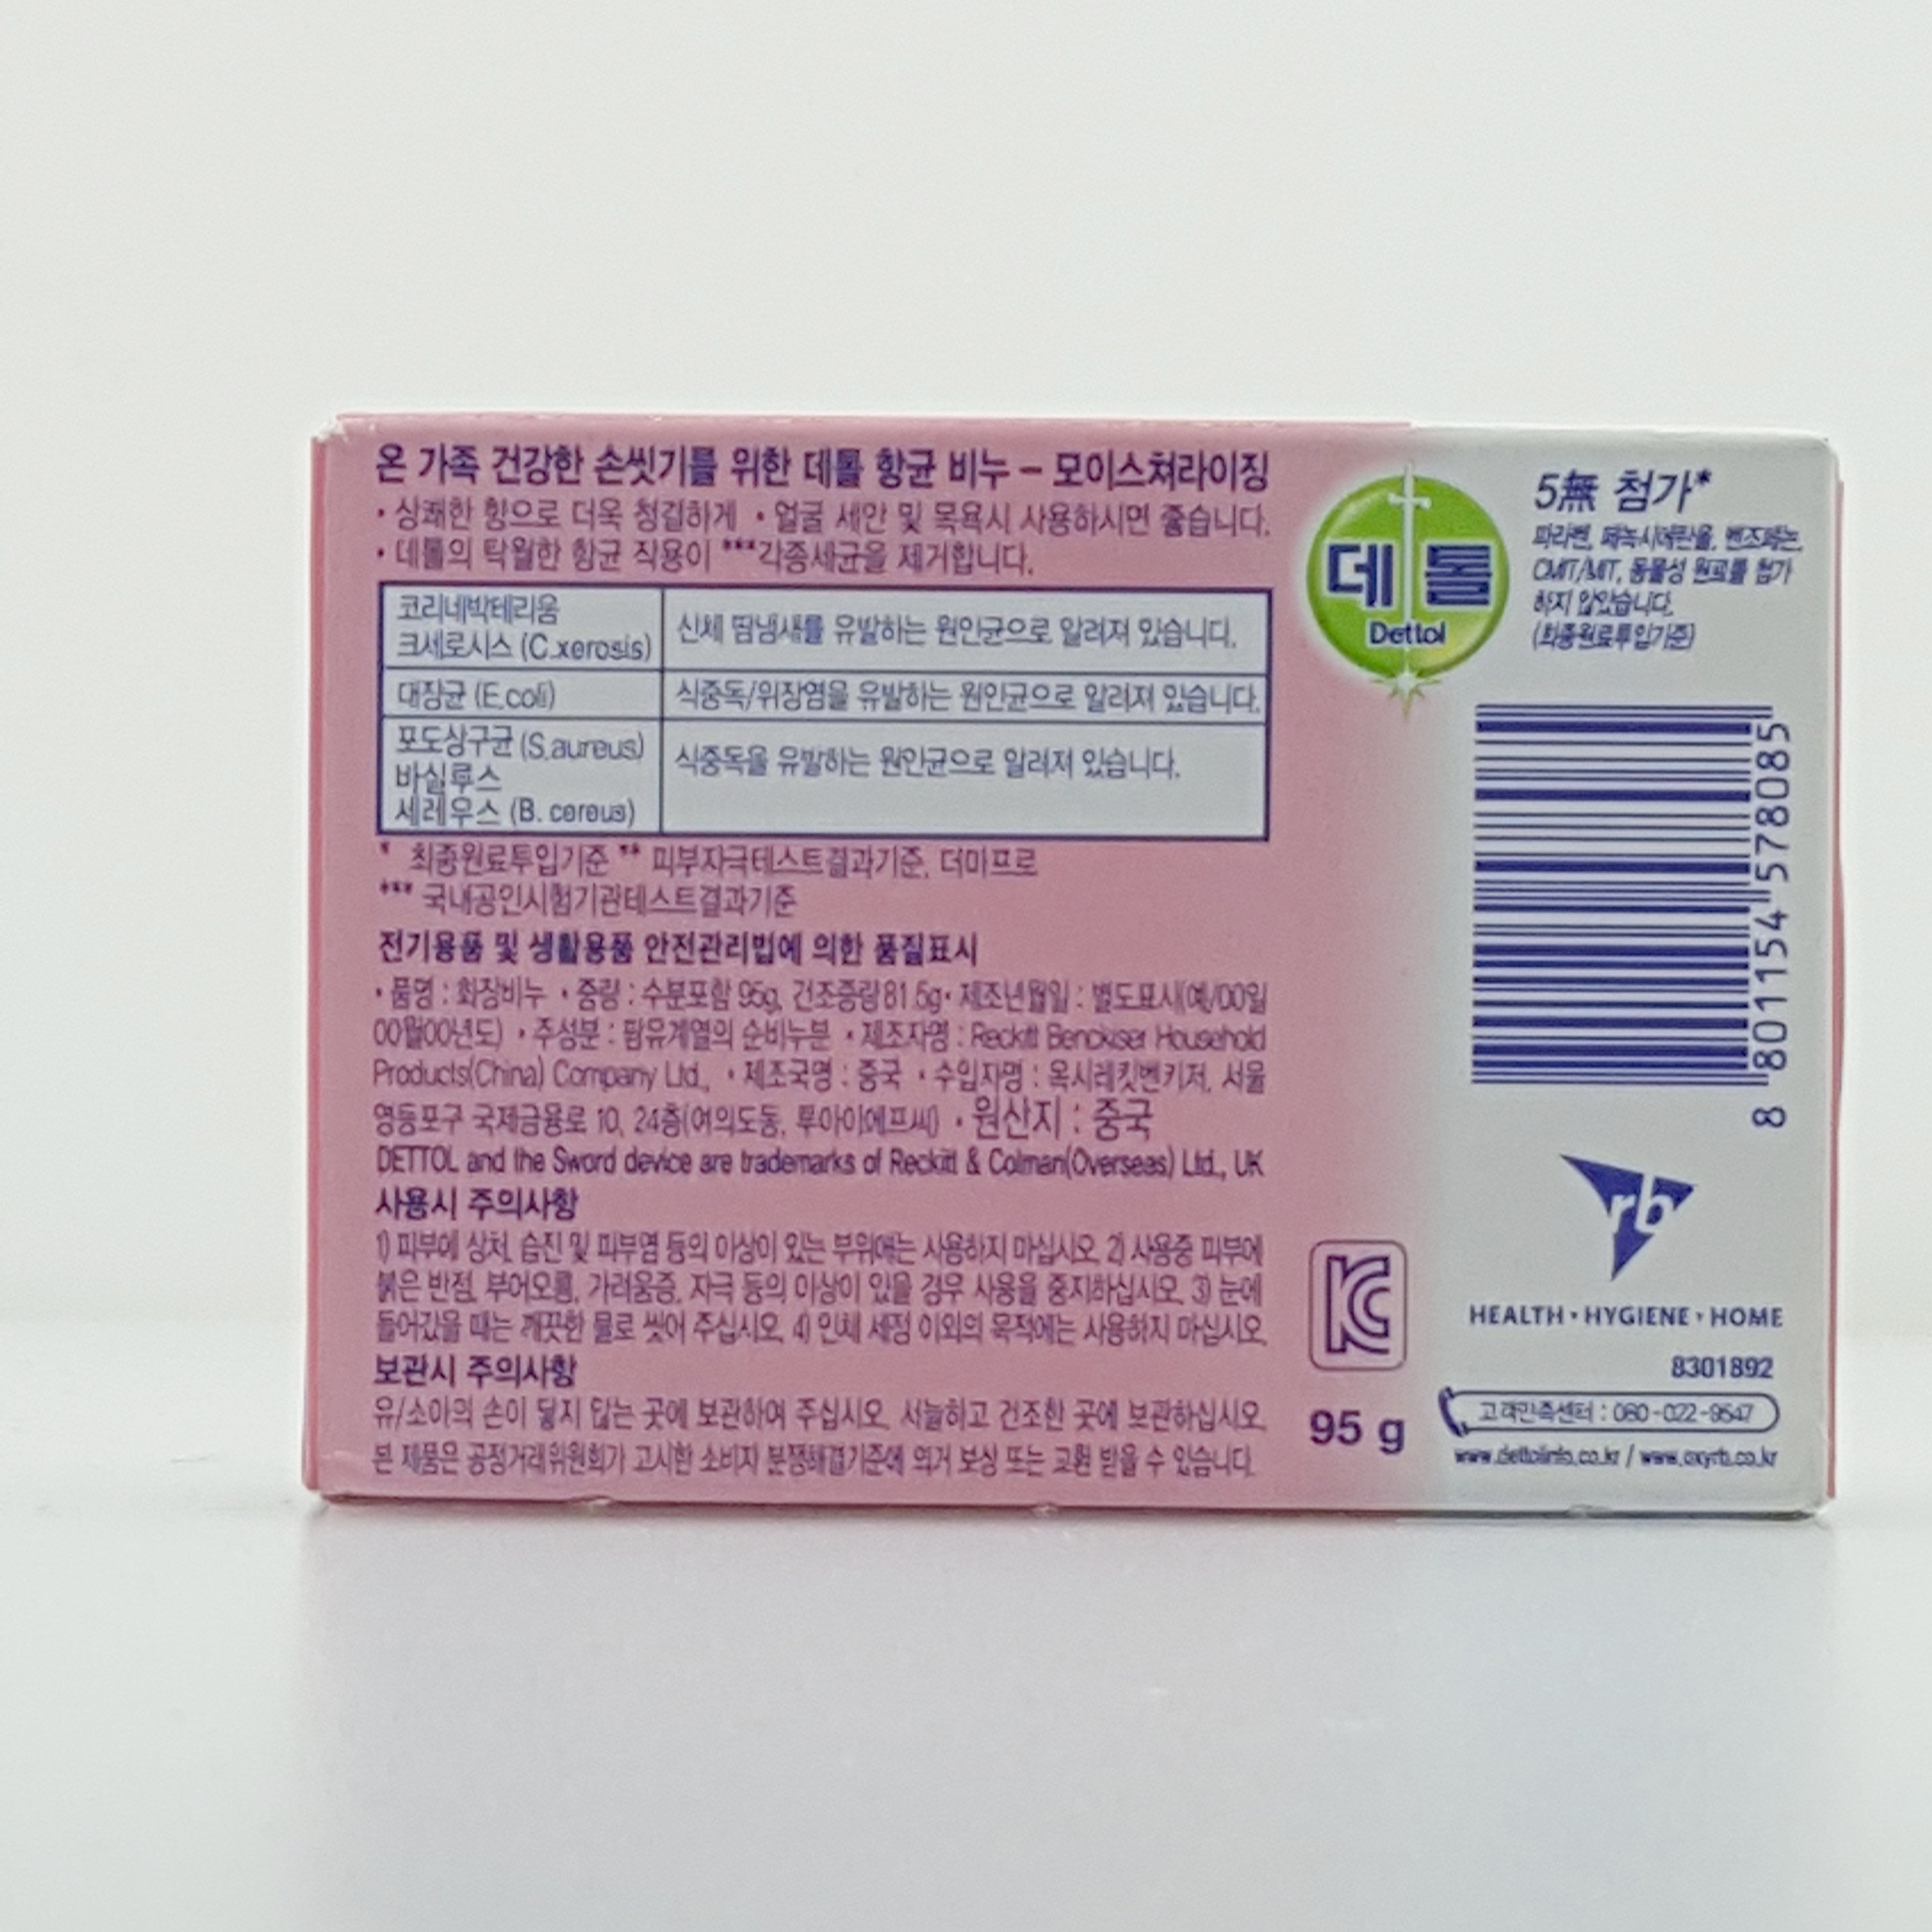 온 가족 건강한 손씻기를 위한 데톨 항균 비누 – 모이스쳐라이징
• 상쾌한 향으로 더욱 청결하게 • 얼굴 세안 및 목욕시 사용하시면 좋습니다.
• 데톨의 탁월한 항균 작용이 ***각종세균을 제거합니다.
코리네박테리움
크세로시스 (C.xerosis)
신체 땀냄새를 유발하는 원인균으로 알려져 있습니다.
대장균 (E.coli)
식중독/위장염을 유발하는 원인균으로 알려져 있습니다.
포도상구균 (S.aureus)
바실루스
세레우스 (B. cereus)
식중독을 유발하는 원인균으로 알려져 있습니다.
* 최종원료투입기준 ** 피부자극테스트결과기준, 더마프로
*** 국내공인시험기관테스트결과기준
전기용품 및 생활용품 안전관리법에 의한 품질표시
• 품명 : 화장비누 • 중량 : 수분포함 95g, 건조중량 81.5g • 제조년월일 : 별도표시(예/00일
00월00년도) • 주성분 : 팜유계열의 순비누분 • 제조자명 : Reckitt Benckiser Household
Products(China) Company Ltd., • 제조국명 : 중국 • 수입자명 : 옥시레킷벤키저, 서울
영등포구 국제금융로 10, 24층(여의도동, 투아이에프씨) • 원산지 : 중국
DETTOL and the Sword device are trademarks of Reckitt & Colman(Overseas) Ltd., UK
사용시 주의사항
1) 피부에 상처, 습진 및 피부염 등의 이상이 있는 부위에는 사용하지 마십시오. 2) 사용중 피부에
붉은 반점, 부어오름, 가려움증, 자극 등의 이상이 있을 경우 사용을 중지하십시오. 3) 눈에
들어갔을 때는 깨끗한 물로 씻어 주십시오. 4) 인체 세정 이외의 목적에는 사용하지 마십시오.
보관시 주의사항
유/소아의 손이 닿지 않는 곳에 보관하여 주십시오. 서늘하고 건조한 곳에 보관하십시오.
본 제품은 공정거래위원회가 고시한 소비자 분쟁해결기준에 의거 보상 또는 교환 받을 수 있습니다.
데톨
Dettol
KC
95 g
5無 첨가*
파라벤, 페녹시에탄올, 벤조페논,
CMIT/MIT, 동물성 원료를 첨가
하지 않았습니다.
(최종원료투입기준)
8 801154 578085
rb
HEALTH • HYGIENE • HOME
8301892
고객만족센터 : 080-022-9547
www.dettolinfo.co.kr / www.oxyrb.co.kr